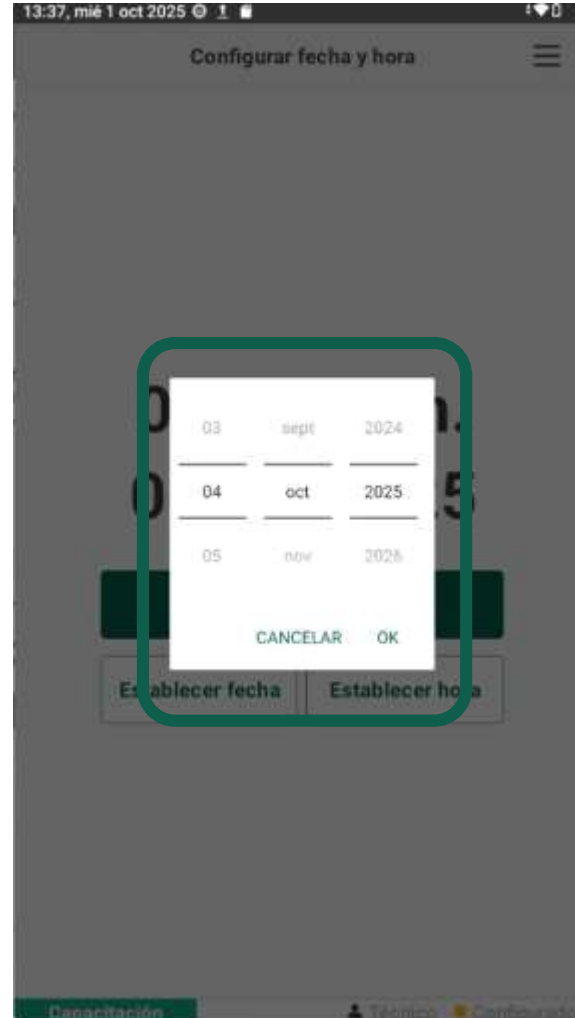 13:37, mié 1 oct 2025
Configurar fecha y hora
03 sept 2024
04 oct 2025
05 nov 2026
CANCELAR OK
Establecer fecha Establecer hora
Capacitación Técnico Configurado